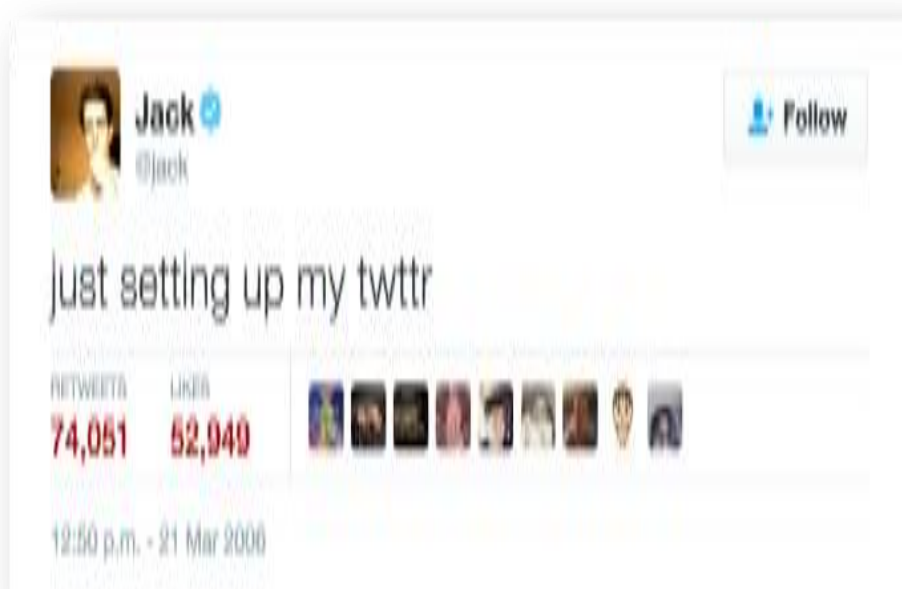 Jack
@jack
Follow
just setting up my twttr
RETWEETS LIKES
74,051 52,949
12:50 p.m. - 21 Mar 2006